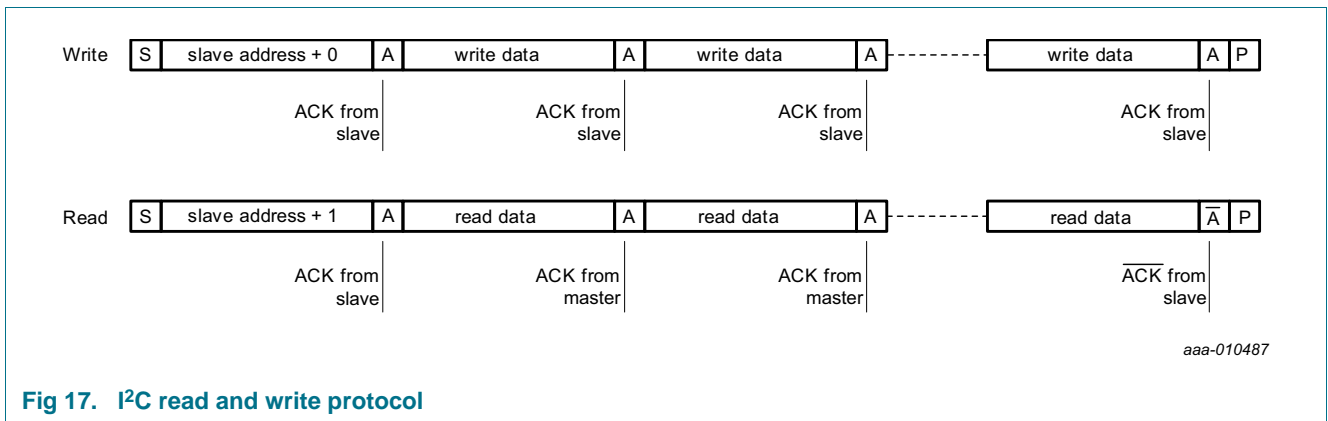 Write S slave address + 0 A write data A write data A write data A P
ACK from slave ACK from slave ACK from slave ACK from slave
Read S slave address + 1 A read data A read data A read data A̅ P
ACK from slave ACK from master ACK from master A̅C̅K̅ from slave
aaa-010487
Fig 17. I²C read and write protocol